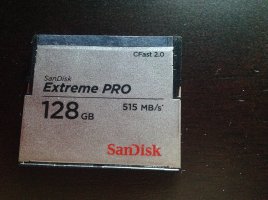 CFast 2.0
SanDisk
Extreme PRO
128 GB 515 MB/s*
SanDisk